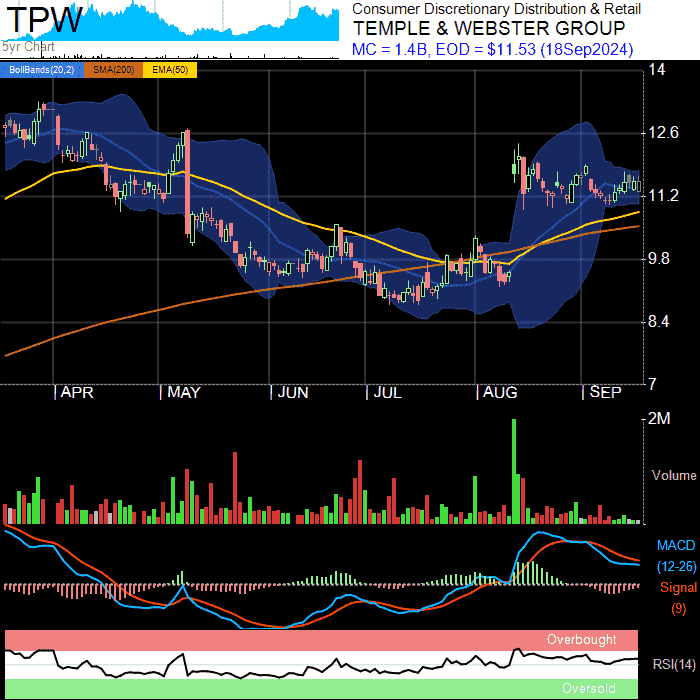 TPW
5yr Chart
Consumer Discretionary Distribution & Retail
TEMPLE & WEBSTER GROUP
MC = 1.4B, EOD = $11.53 (18Sep2024)
BollBands(20,2) SMA(200) EMA(50)
14
12.6
11.2
9.8
8.4
7
APR MAY JUN JUL AUG SEP
2M
Volume
MACD
(12-26)
Signal
(9)
Overbought
RSI(14)
Oversold